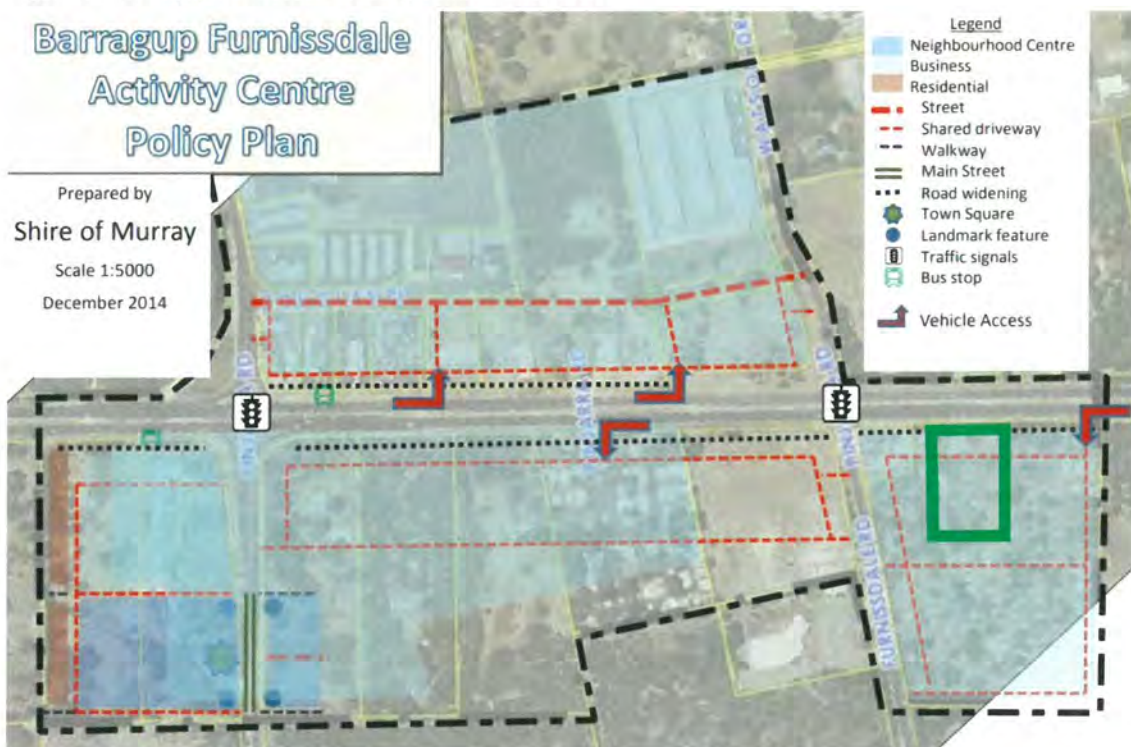 Barragup Furnissdale
Activity Centre
Policy Plan
Prepared by
Shire of Murray
Scale 1:5000
December 2014
Legend
Neighbourhood Centre
Business
Residential
Street
Shared driveway
Walkway
Main Street
Road widening
Town Square
Landmark feature
Traffic signals
Bus stop
Vehicle Access
RD
RD
FURNISSDALE RD